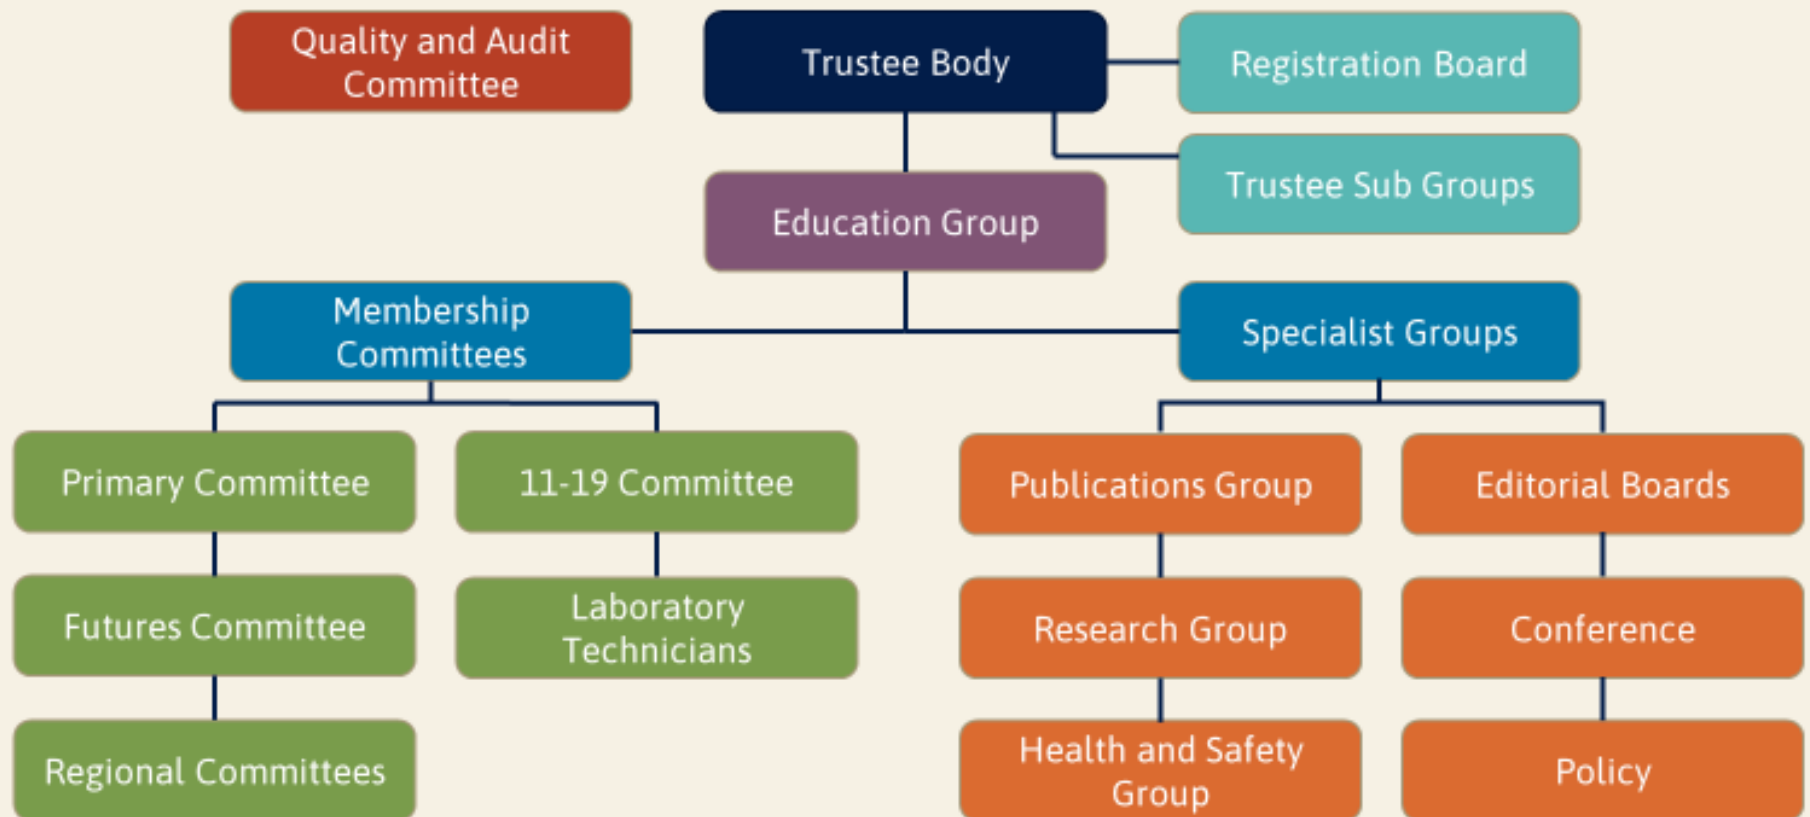 Quality and Audit
Committee
Trustee Body
Registration Board
Trustee Sub Groups
Education Group
Membership
Committees
Specialist Groups
Primary Committee
11-19 Committee
Publications Group
Editorial Boards
Futures Committee
Laboratory
Technicians
Research Group
Conference
Regional Committees
Health and Safety
Group
Policy